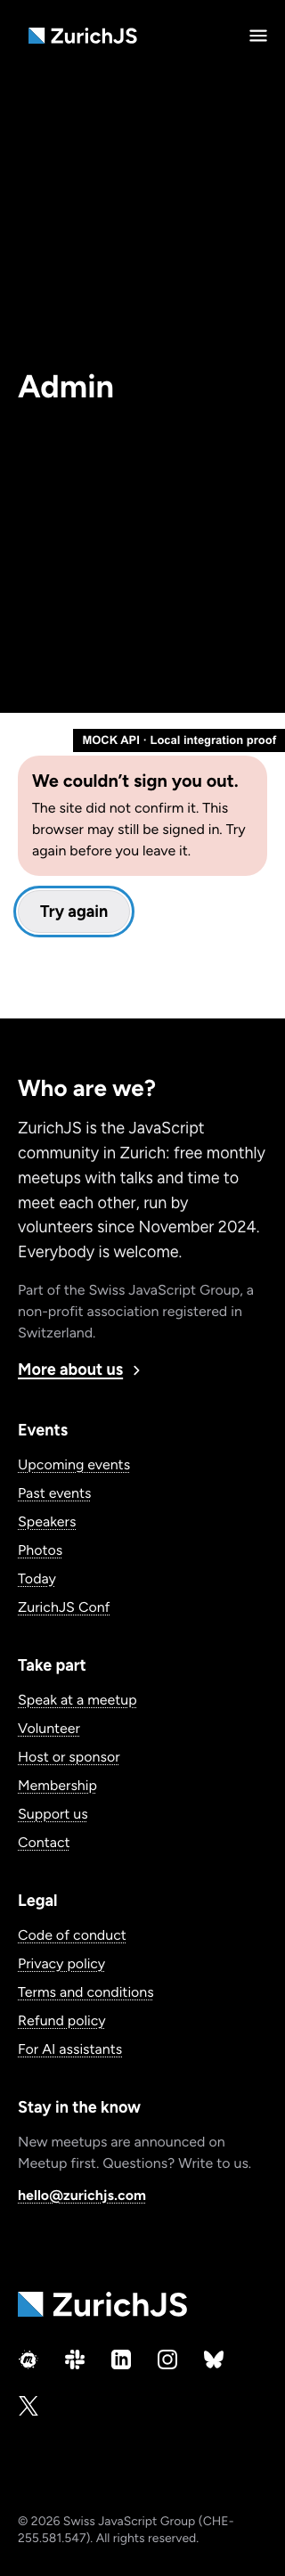 ZurichJS
Admin
MOCK API · Local integration proof
We couldn’t sign you out.
The site did not confirm it. This
browser may still be signed in. Try
again before you leave it.
Try again
Who are we?
ZurichJS is the JavaScript
community in Zurich: free monthly
meetups with talks and time to
meet each other, run by
volunteers since November 2024.
Everybody is welcome.
Part of the Swiss JavaScript Group, a
non-profit association registered in
Switzerland.
More about us
Events
Upcoming events
Past events
Speakers
Photos
Today
ZurichJS Conf
Take part
Speak at a meetup
Volunteer
Host or sponsor
Membership
Support us
Contact
Legal
Code of conduct
Privacy policy
Terms and conditions
Refund policy
For AI assistants
Stay in the know
New meetups are announced on
Meetup first. Questions? Write to us.
hello@zurichjs.com
ZurichJS
© 2026 Swiss JavaScript Group (CHE-
255.581.547). All rights reserved.